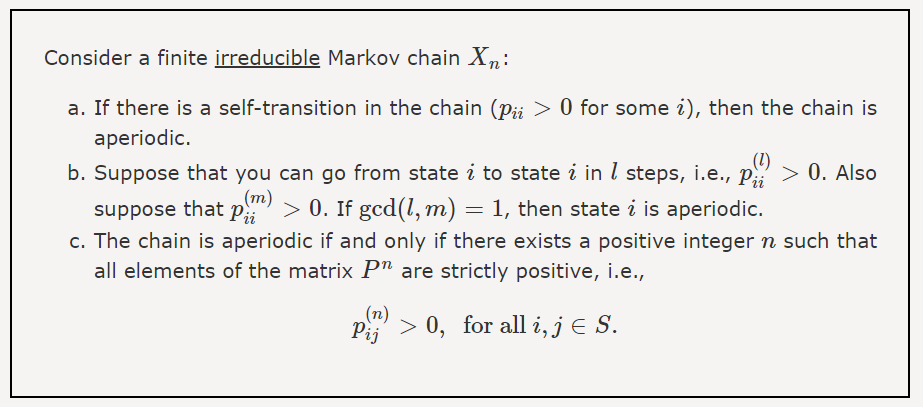 Consider a finite irreducible Markov chain $X_n$:
a. If there is a self-transition in the chain ($p_{ii} > 0$ for some $i$), then the chain is
aperiodic.
b. Suppose that you can go from state $i$ to state $i$ in $l$ steps, i.e., $p_{ii}^{(l)} > 0$. Also
suppose that $p_{ii}^{(m)} > 0$. If $\gcd(l, m) = 1$, then state $i$ is aperiodic.
c. The chain is aperiodic if and only if there exists a positive integer $n$ such that
all elements of the matrix $P^n$ are strictly positive, i.e.,
$p_{ij}^{(n)} > 0, \text{ for all } i, j \in S.$